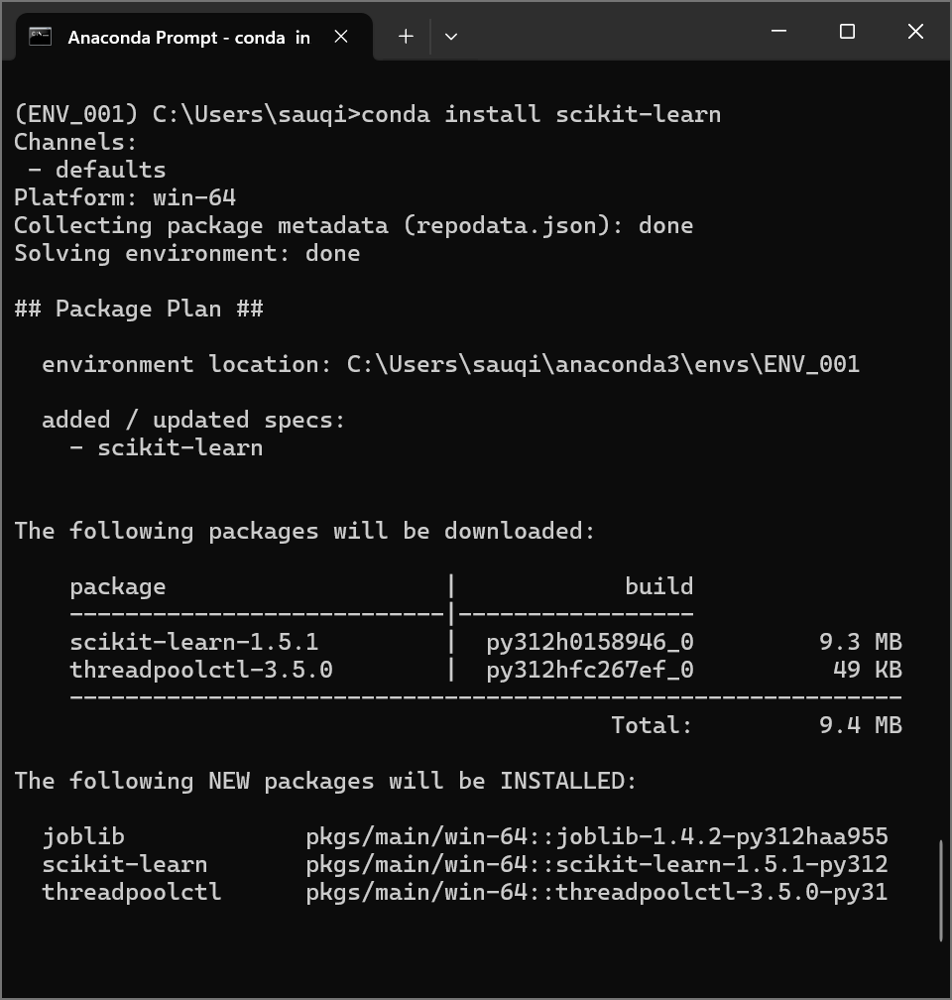 Anaconda Prompt - conda  in
(ENV_001) C:\Users\sauqi>conda install scikit-learn
Channels:
 - defaults
Platform: win-64
Collecting package metadata (repodata.json): done
Solving environment: done
## Package Plan ##
  environment location: C:\Users\sauqi\anaconda3\envs\ENV_001
  added / updated specs:
    - scikit-learn
The following packages will be downloaded:
    package                    |            build
    ---------------------------|-----------------
    scikit-learn-1.5.1         |  py312h0158946_0         9.3 MB
    threadpoolctl-3.5.0        |  py312hfc267ef_0          49 KB
    ------------------------------------------------------------
                                           Total:         9.4 MB
The following NEW packages will be INSTALLED:
  joblib             pkgs/main/win-64::joblib-1.4.2-py312haa955
  scikit-learn       pkgs/main/win-64::scikit-learn-1.5.1-py312
  threadpoolctl      pkgs/main/win-64::threadpoolctl-3.5.0-py31